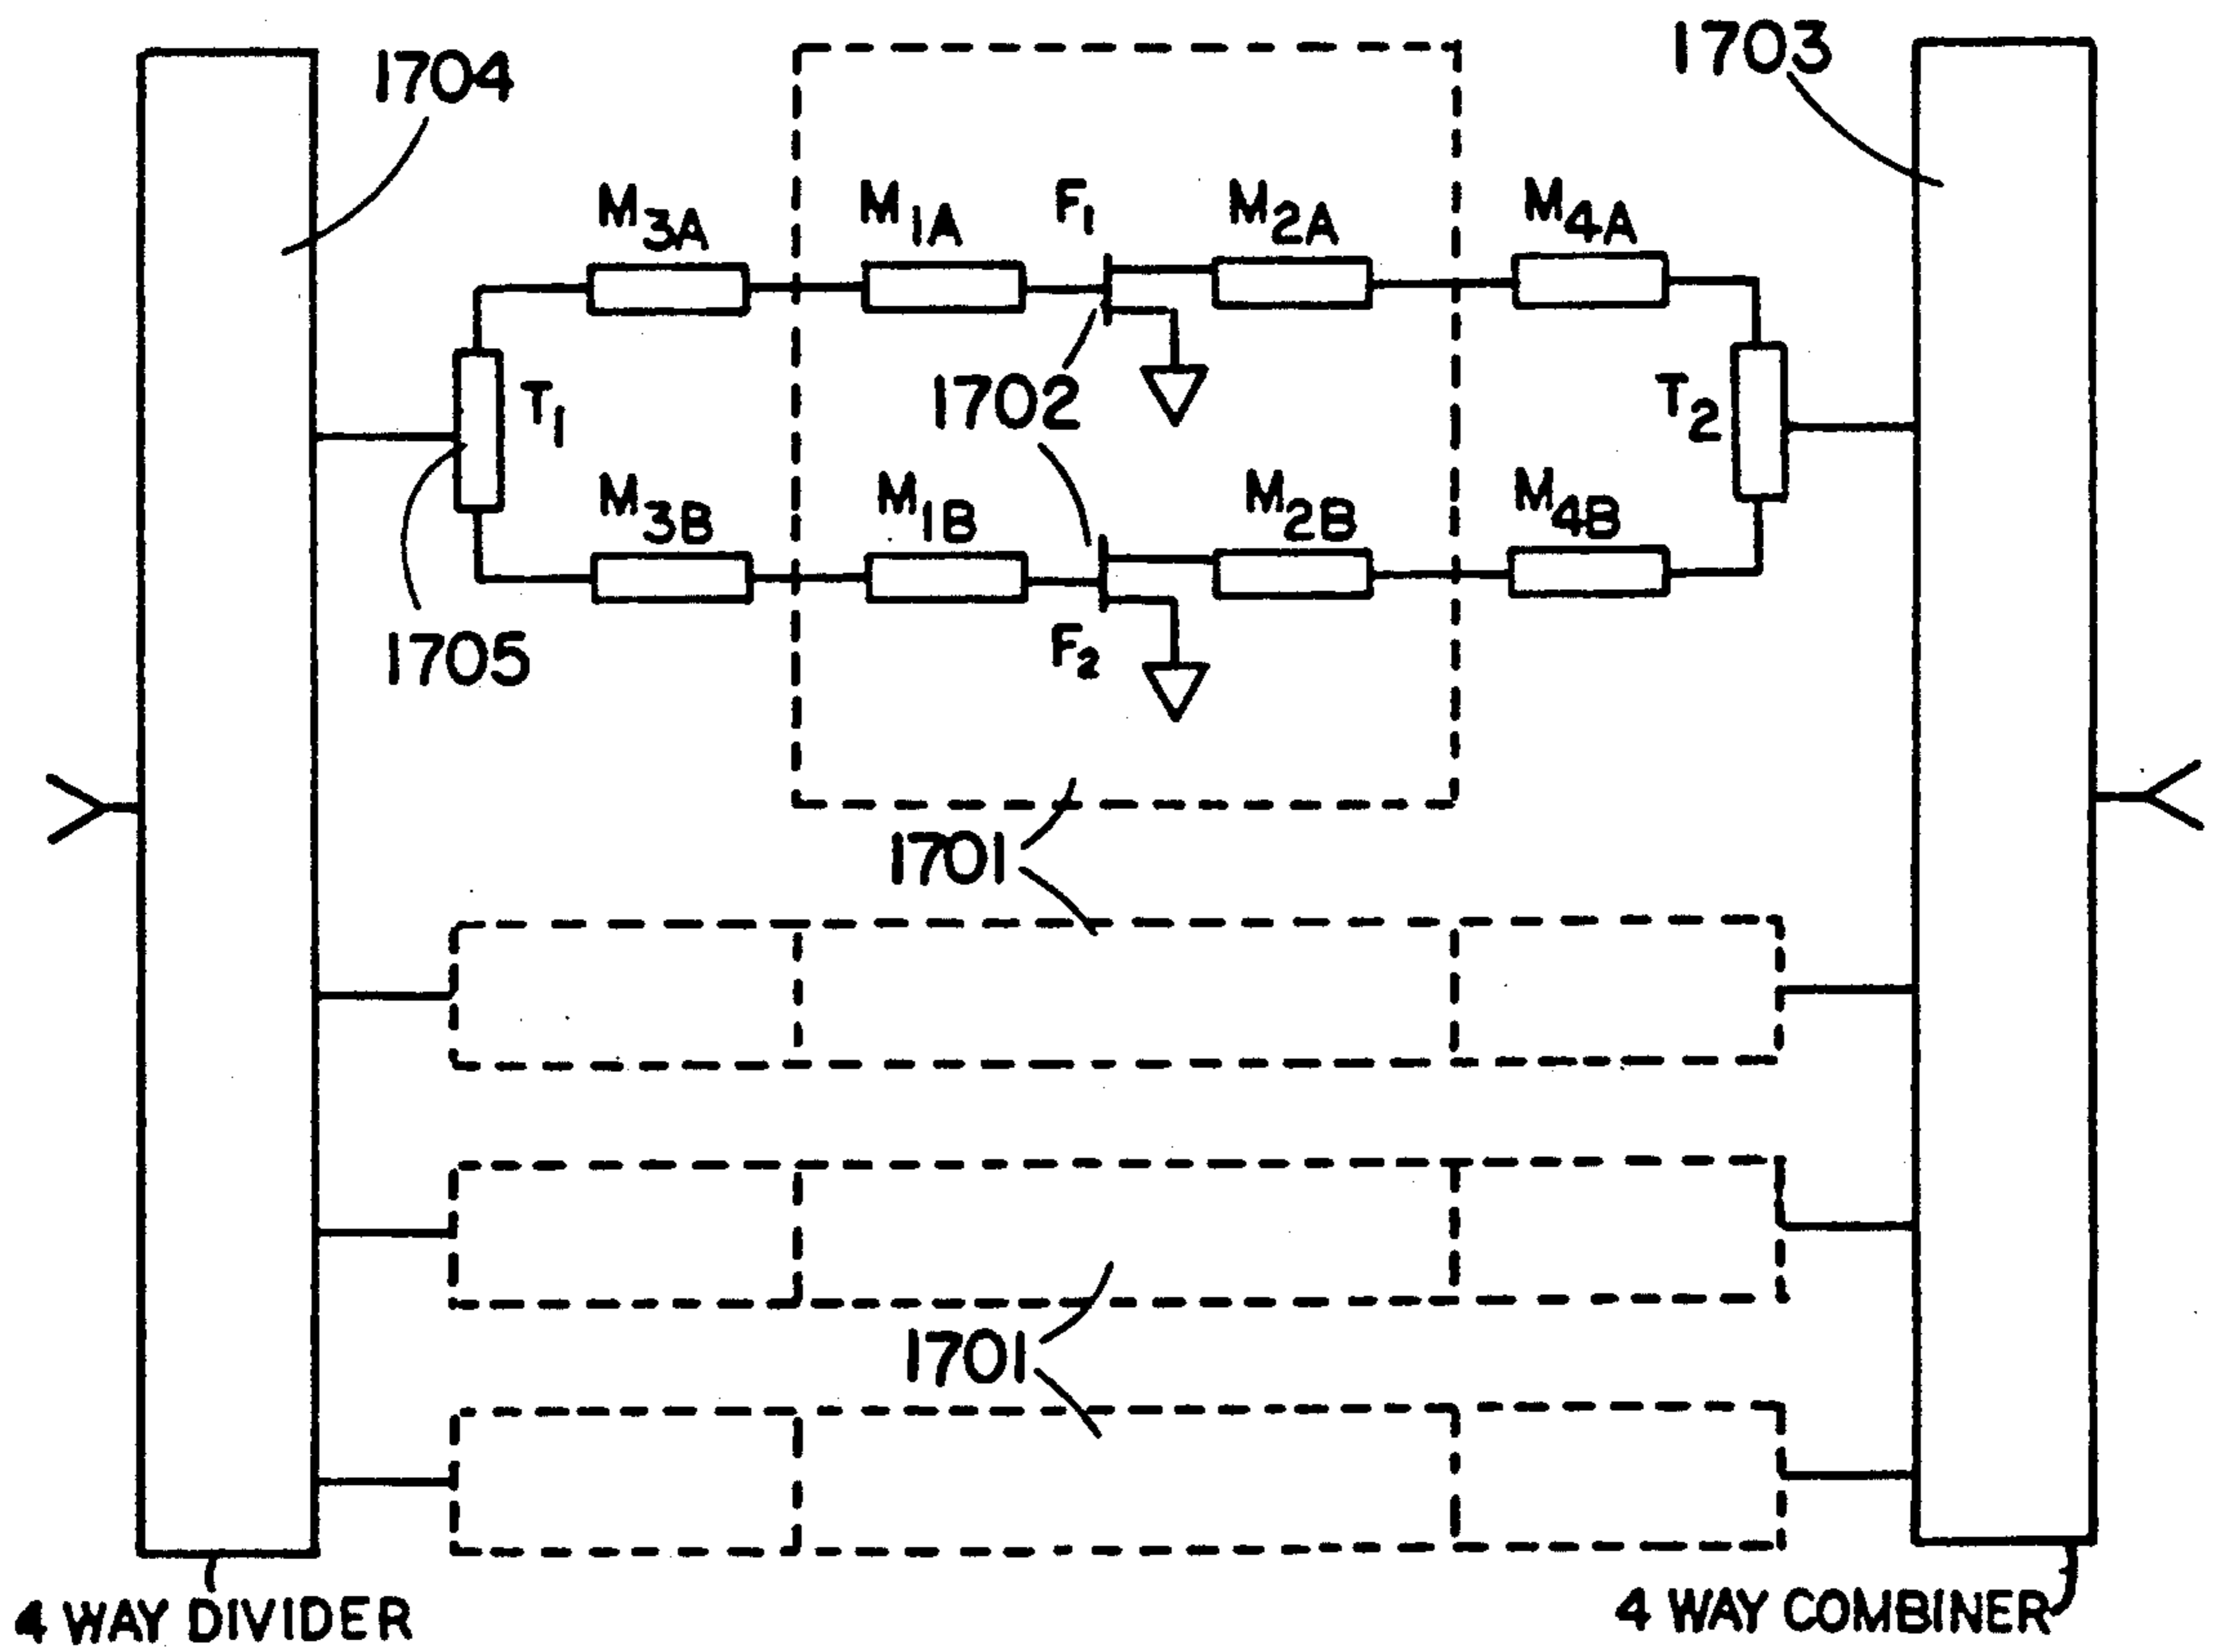 1704
1703
M3A
M1A
F1
M2A
M4A
T1
1702
T2
M3B
M1B
M2B
M4B
1705
F2
1701
1701
4 WAY DIVIDER
4 WAY COMBINER